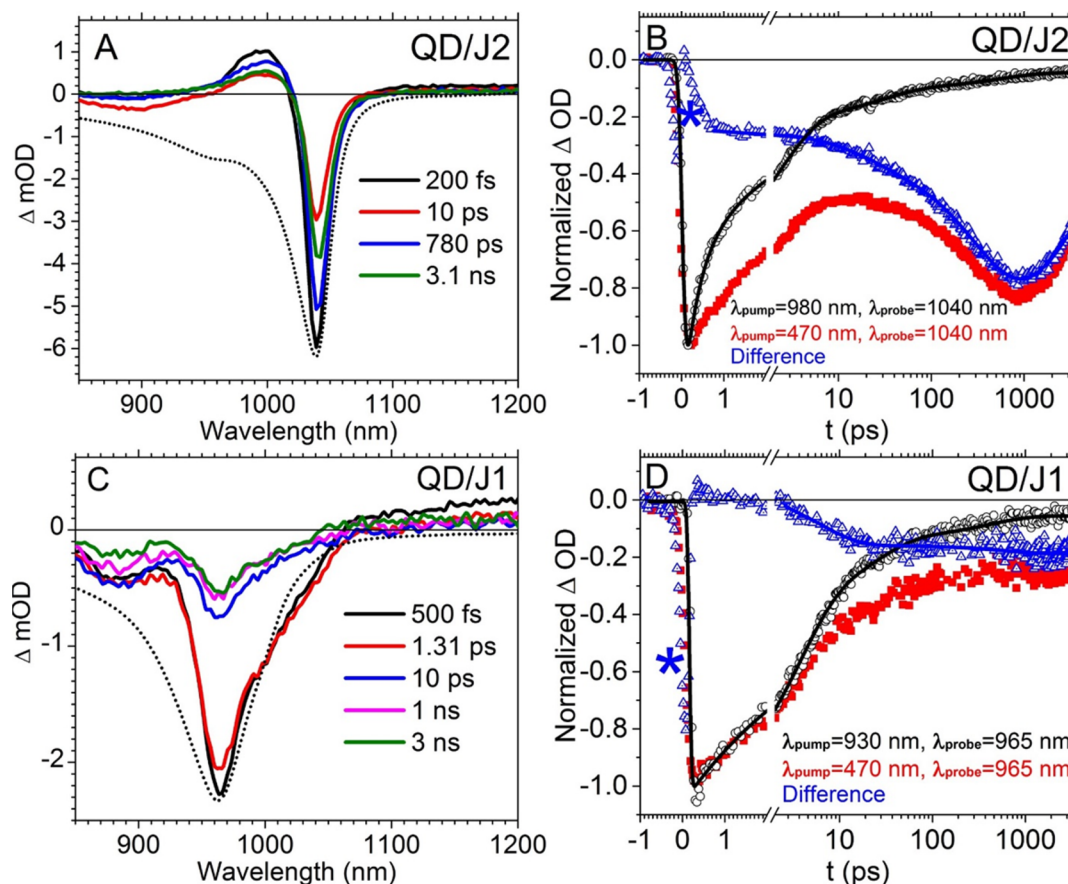 A
QD/J2
1
0
-1
-2
-3
-4
-5
-6
Δ mOD
200 fs
10 ps
780 ps
3.1 ns
900
1000
1100
1200
Wavelength (nm)
B
QD/J2
0.0
-0.2
-0.4
-0.6
-0.8
-1.0
Normalized Δ OD
*
λpump=980 nm, λprobe=1040 nm
λpump=470 nm, λprobe=1040 nm
Difference
-1
0
1
10
100
1000
t (ps)
C
QD/J1
0
-1
-2
Δ mOD
500 fs
1.31 ps
10 ps
1 ns
3 ns
900
1000
1100
1200
Wavelength (nm)
D
QD/J1
0.0
-0.2
-0.4
-0.6
-0.8
-1.0
Normalized Δ OD
*
λpump=930 nm, λprobe=965 nm
λpump=470 nm, λprobe=965 nm
Difference
-1
0
1
10
100
1000
t (ps)